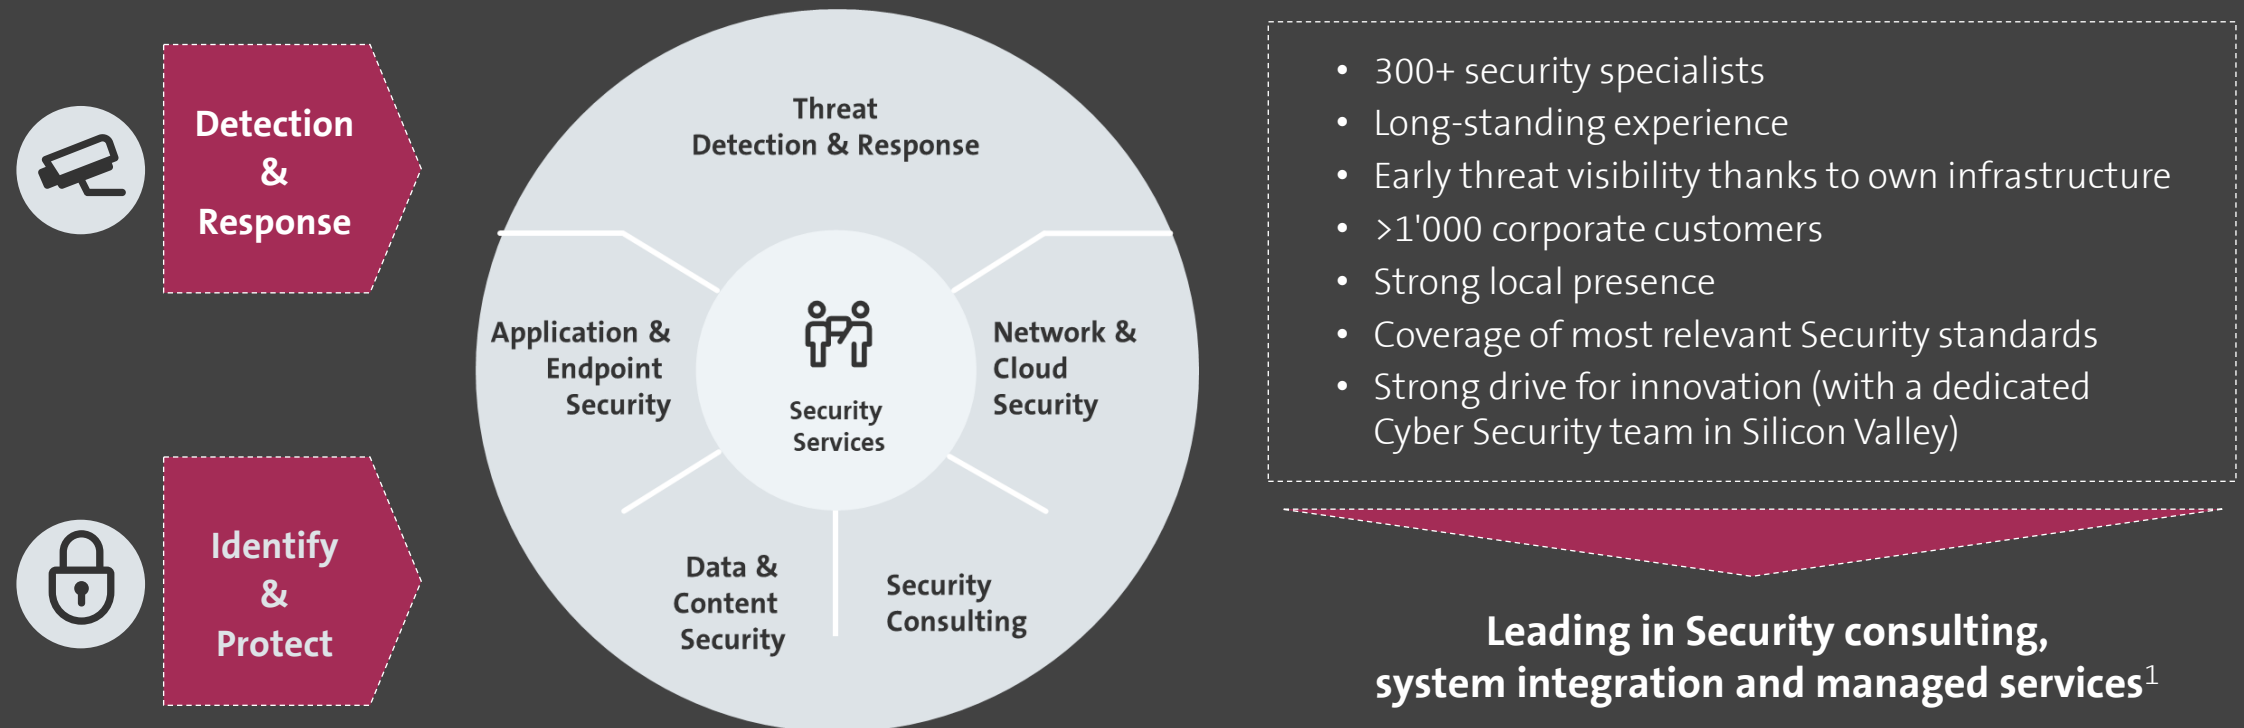 Detection
&
Response
Identify
&
Protect
Threat
Detection & Response
Application &
Endpoint
Security
Network &
Cloud
Security
Security
Services
Data &
Content
Security
Security
Consulting
• 300+ security specialists
• Long-standing experience
• Early threat visibility thanks to own infrastructure
• >1'000 corporate customers
• Strong local presence
• Coverage of most relevant Security standards
• Strong drive for innovation (with a dedicated
Cyber Security team in Silicon Valley)
Leading in Security consulting,
system integration and managed services¹